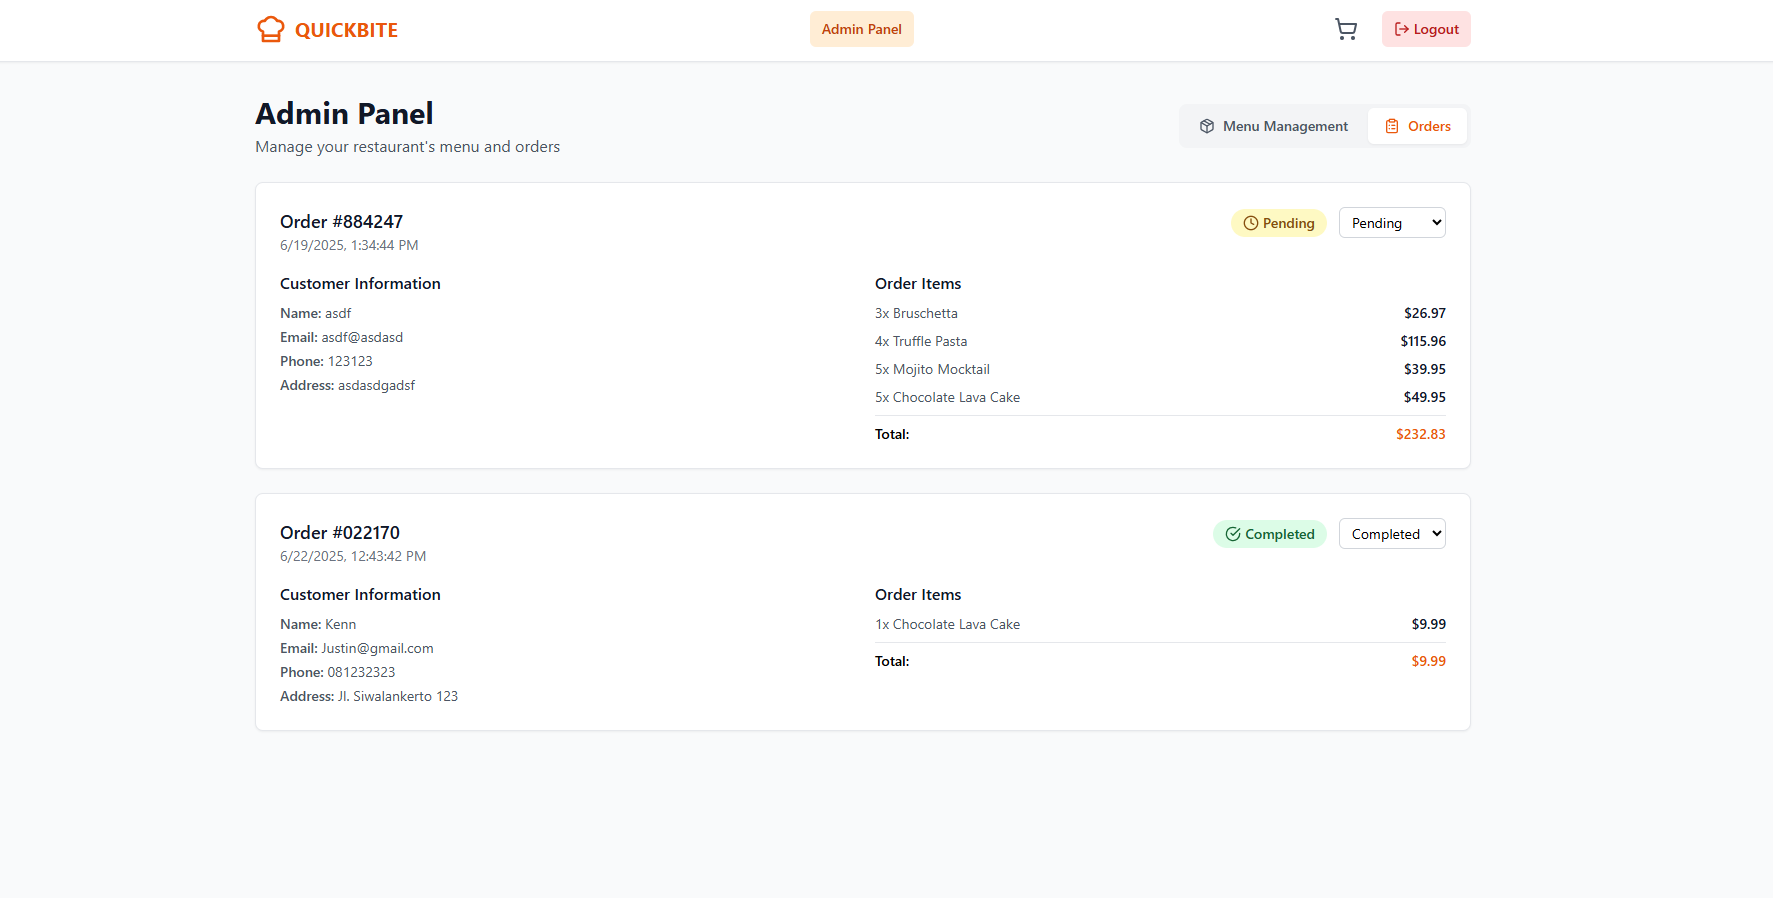 QUICKBITE
Admin Panel
Logout
Admin Panel
Manage your restaurant's menu and orders
Menu Management
Orders
Order #884247
6/19/2025, 1:34:44 PM
Pending
Pending
Customer Information
Name: asdf
Email: asdf@asdasd
Phone: 123123
Address: asdasdgadsf
Order Items
3x Bruschetta $26.97
4x Truffle Pasta $115.96
5x Mojito Mocktail $39.95
5x Chocolate Lava Cake $49.95
Total: $232.83
Order #022170
6/22/2025, 12:43:42 PM
Completed
Completed
Customer Information
Name: Kenn
Email: Justin@gmail.com
Phone: 081232323
Address: Jl. Siwalankerto 123
Order Items
1x Chocolate Lava Cake $9.99
Total: $9.99